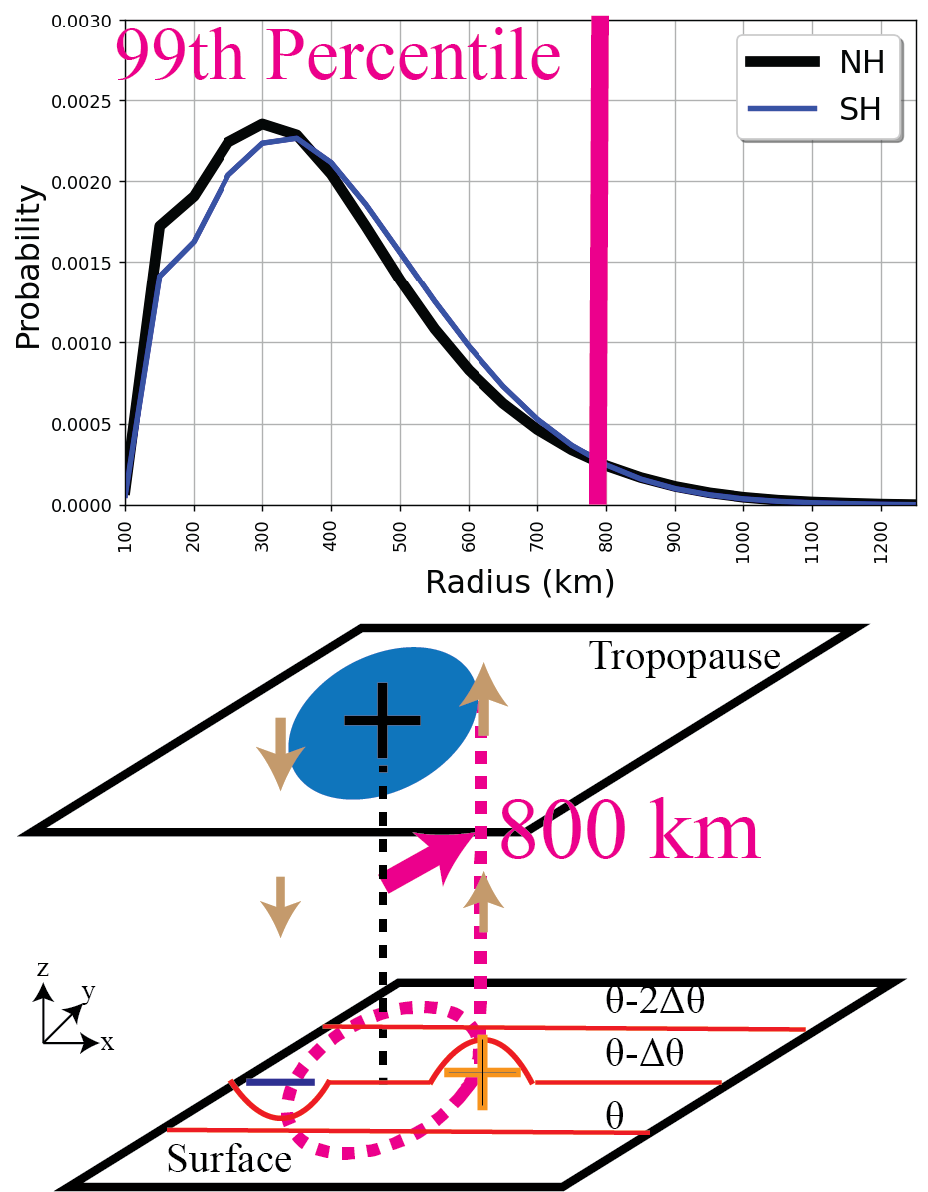 0.0030
99th Percentile
NH
SH
0.0025
0.0020
0.0015
0.0010
0.0005
0.0000
Probability
100 200 300 400 500 600 700 800 900 1000 1100 1200
Radius (km)
Tropopause
800 km
z
y
x
θ-2Δθ
θ-Δθ
θ
Surface